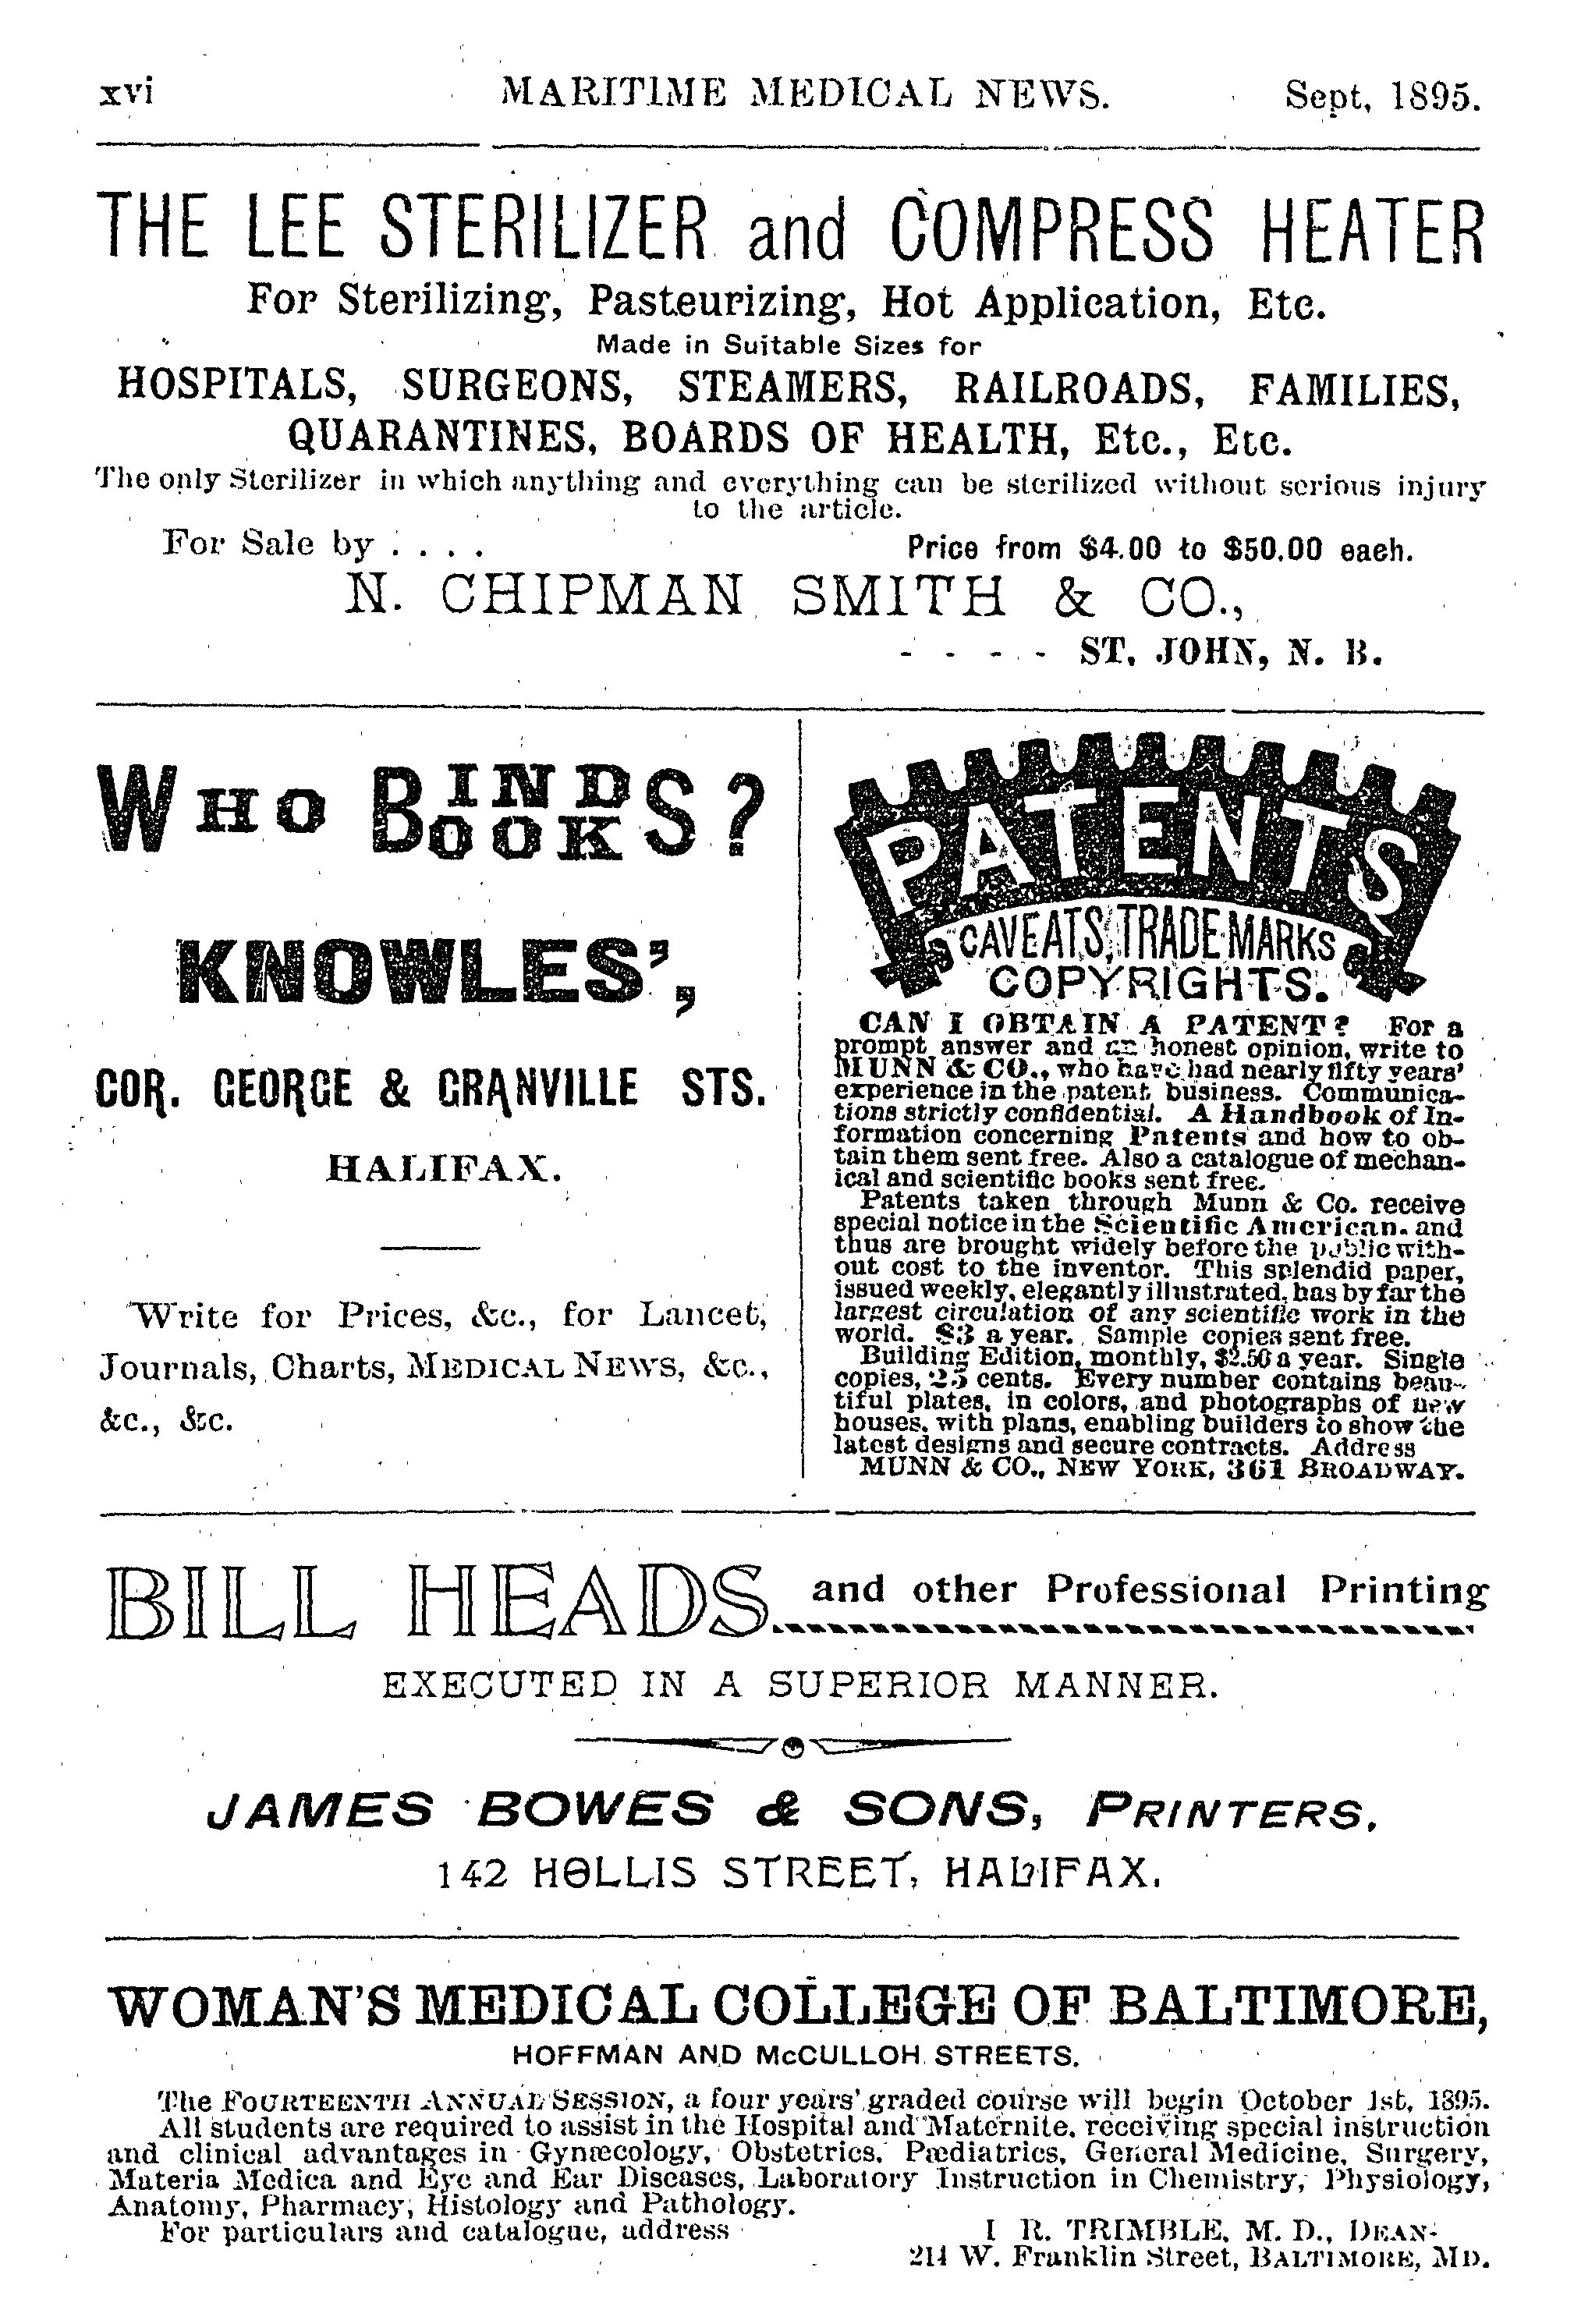 xvi MARITIME MEDICAL NEWS. Sept, 1895.
THE LEE STERILIZER and COMPRESS HEATER
For Sterilizing, Pasteurizing, Hot Application, Etc.
Made in Suitable Sizes for
HOSPITALS, SURGEONS, STEAMERS, RAILROADS, FAMILIES,
QUARANTINES, BOARDS OF HEALTH, Etc., Etc.
The only Sterilizer in which anything and everything can be sterilized without serious injury
to the article.
For Sale by . . . . Price from $4.00 to $50.00 each.
N. CHIPMAN SMITH & CO.,
- - - - ST. JOHN, N. B.
WHO BINDS BOOKS?
KNOWLES',
COR. GEORGE & GRANVILLE STS.
HALIFAX.
Write for Prices, &c., for Lancet,
Journals, Charts, MEDICAL NEWS, &c.,
&c., &c.
PATENTS
CAVEATS, TRADE MARKS
COPYRIGHTS.
CAN I OBTAIN A PATENT? For a
prompt answer and an honest opinion, write to
MUNN & CO., who have had nearly fifty years'
experience in the patent business. Communica-
tions strictly confidential. A Handbook of In-
formation concerning Patents and how to ob-
tain them sent free. Also a catalogue of mechan-
ical and scientific books sent free.
Patents taken through Munn & Co. receive
special notice in the Scientific American, and
thus are brought widely before the public with-
out cost to the inventor. This splendid paper,
issued weekly, elegantly illustrated, has by far the
largest circulation of any scientific work in the
world. $3 a year. Sample copies sent free.
Building Edition, monthly, $2.50 a year. Single
copies, 25 cents. Every number contains beau-
tiful plates, in colors, and photographs of new
houses, with plans, enabling builders to show the
latest designs and secure contracts. Address
MUNN & CO., NEW YORK, 361 BROADWAY.
BILL HEADS and other Professional Printing
EXECUTED IN A SUPERIOR MANNER.
JAMES BOWES & SONS, PRINTERS.
142 HOLLIS STREET, HALIFAX.
WOMAN'S MEDICAL COLLEGE OF BALTIMORE,
HOFFMAN AND McCULLOH STREETS.
The FOURTEENTH ANNUAL SESSION, a four years' graded course will begin October 1st, 1895.
All students are required to assist in the Hospital and Maternite, receiving special instruction
and clinical advantages in Gynæcology, Obstetrics, Pædiatrics, General Medicine, Surgery,
Materia Medica and Eye and Ear Diseases, Laboratory Instruction in Chemistry, Physiology,
Anatomy, Pharmacy, Histology and Pathology.
For particulars and catalogue, address
I R. TRIMBLE, M. D., DEAN-
214 W. Franklin Street, BALTIMORE, MD.